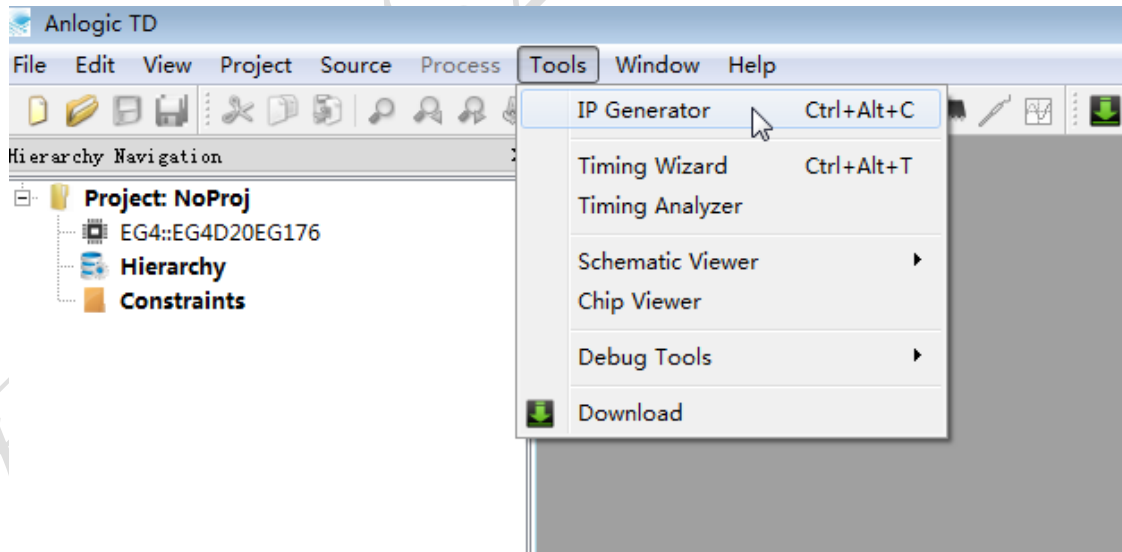 Anlogic TD
File Edit View Project Source Process Tools Window Help
IP Generator Ctrl+Alt+C
Hierarchy Navigation
Timing Wizard Ctrl+Alt+T
Project: NoProj
Timing Analyzer
EG4::EG4D20EG176
Schematic Viewer
Hierarchy
Chip Viewer
Constraints
Debug Tools
Download